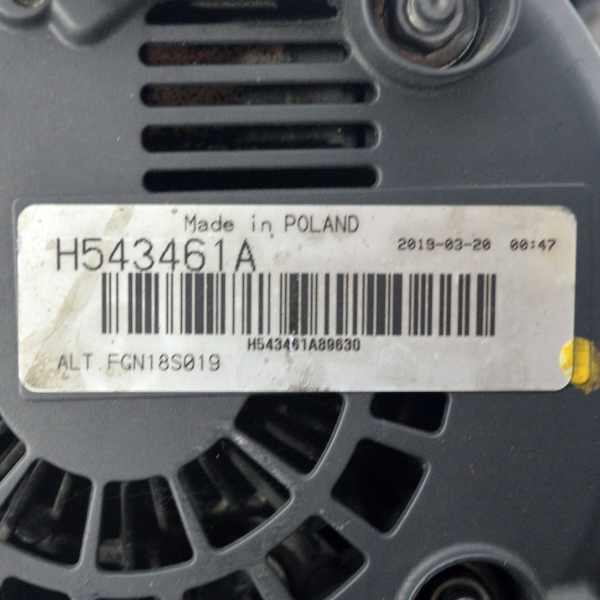 Made in POLAND
H543461A
2019-03-20 00:47
H543461A89630
ALT FGN18S019